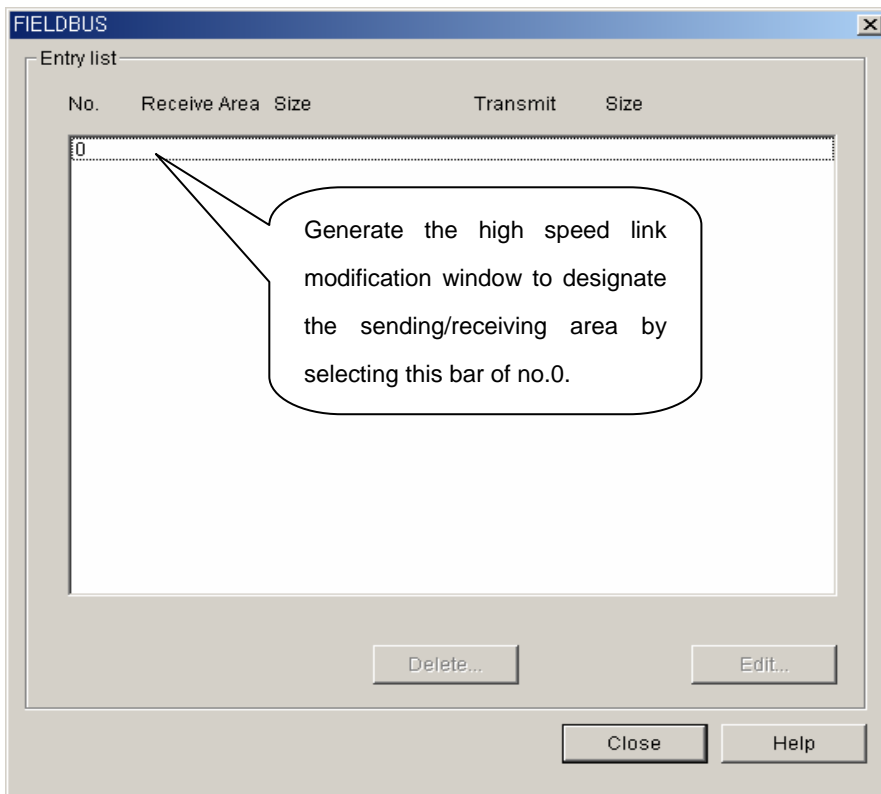 FIELDBUS
Entry list
No. Receive Area Size Transmit Size
0
Generate the high speed link
modification window to designate
the sending/receiving area by
selecting this bar of no.0.
Delete... Edit...
Close Help